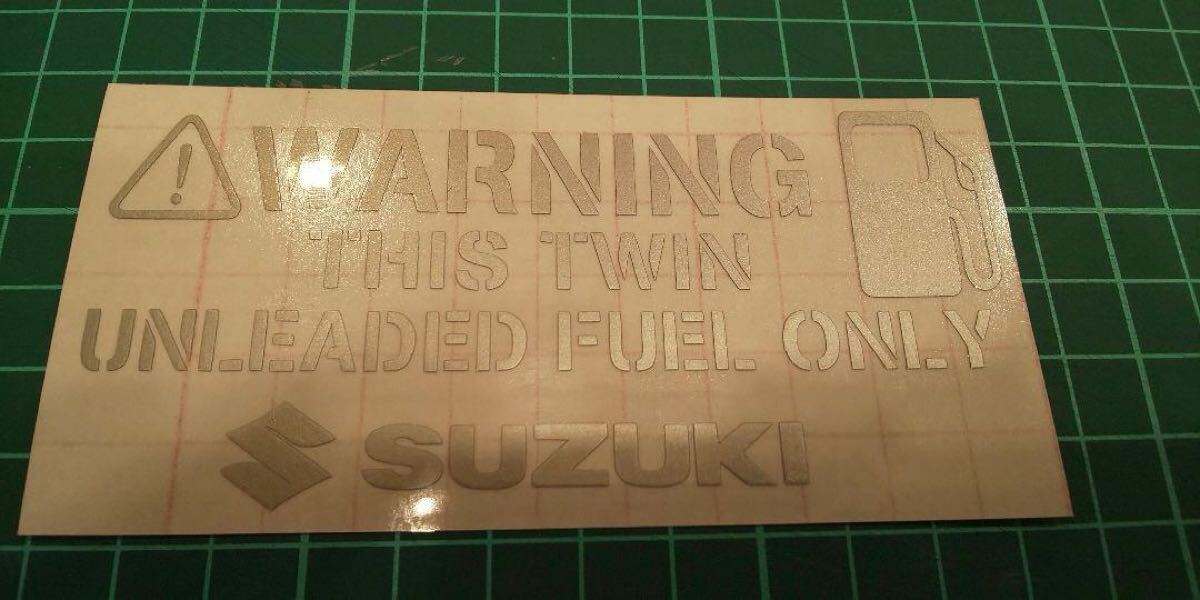 WARNING
THIS TWIN
UNLEADED FUEL ONLY
SUZUKI